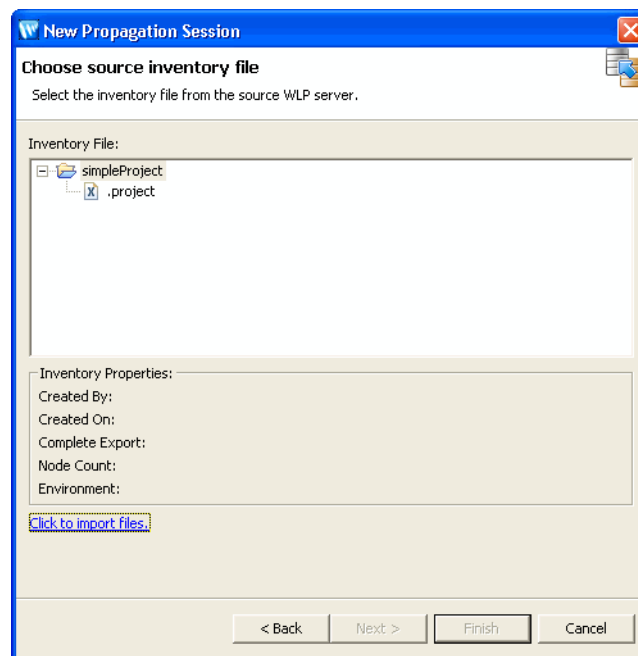 New Propagation Session
Choose source inventory file
Select the inventory file from the source WLP server.
Inventory File:
simpleProject
.project
Inventory Properties:
Created By:
Created On:
Complete Export:
Node Count:
Environment:
Click to import files.
< Back Next > Finish Cancel